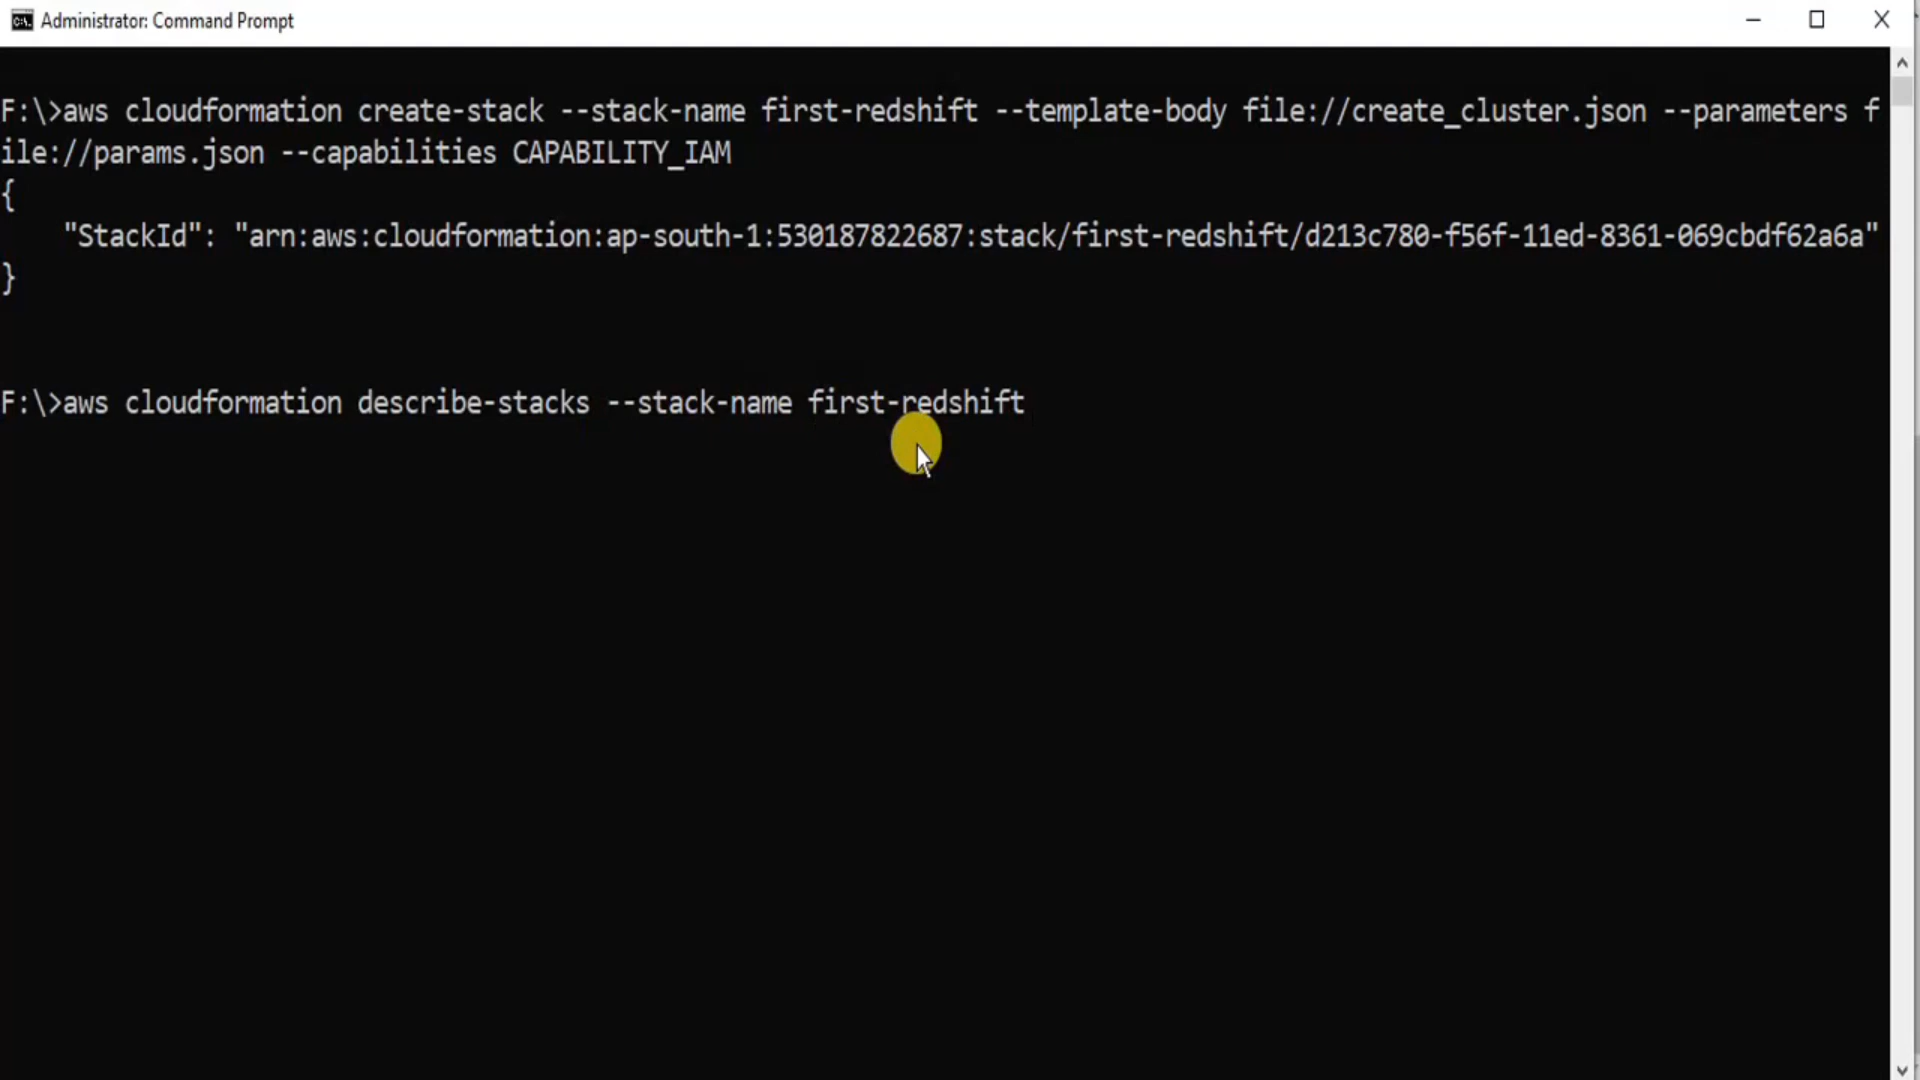 Administrator: Command Prompt
F:\>aws cloudformation create-stack --stack-name first-redshift --template-body file://create_cluster.json --parameters f
ile://params.json --capabilities CAPABILITY_IAM
{
    "StackId": "arn:aws:cloudformation:ap-south-1:530187822687:stack/first-redshift/d213c780-f56f-11ed-8361-069cbdf62a6a"
}
F:\>aws cloudformation describe-stacks --stack-name first-redshift